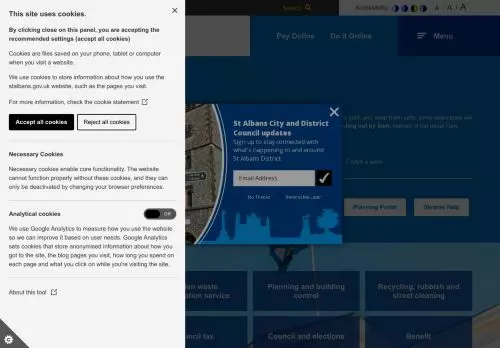 This site uses cookies.
By clicking close on this panel, you are accepting the
recommended settings (accept all cookies)
Cookies are files saved on your phone, tablet or computer
when you visit a website.
We use cookies to store information about how you use the
stalbans.gov.uk website, such as the pages you visit.
For more information, check the cookie statement
Accept all cookies
Reject all cookies
Necessary Cookies
Necessary cookies enable core functionality. The website
cannot function properly without these cookies, and they can
only be deactivated by changing your browser preferences.
Analytical cookies
Off
We use Google Analytics to measure how you use the website
so we can improve it based on user needs. Google Analytics
sets cookies that store anonymised information about how you
got to the site, the blog pages you visit, how long you spend
on each page and what you click on while you're visiting the site.
About this tool
Search
Accessibility
A A A
Pay Online
Do it Online
Menu
St Albans City and District
Council updates
Sign up to stay connected with
what's happening in and around
St Albans District.
Email Address
No Thanks
Remind Me Later
staff, and keep them safe, some
days a week
Planning Portal
Ukraine Help
en waste
tion service
Planning and building
control
Recycling, rubbish and
street cleaning
cil tax
Council and elections
Benefit